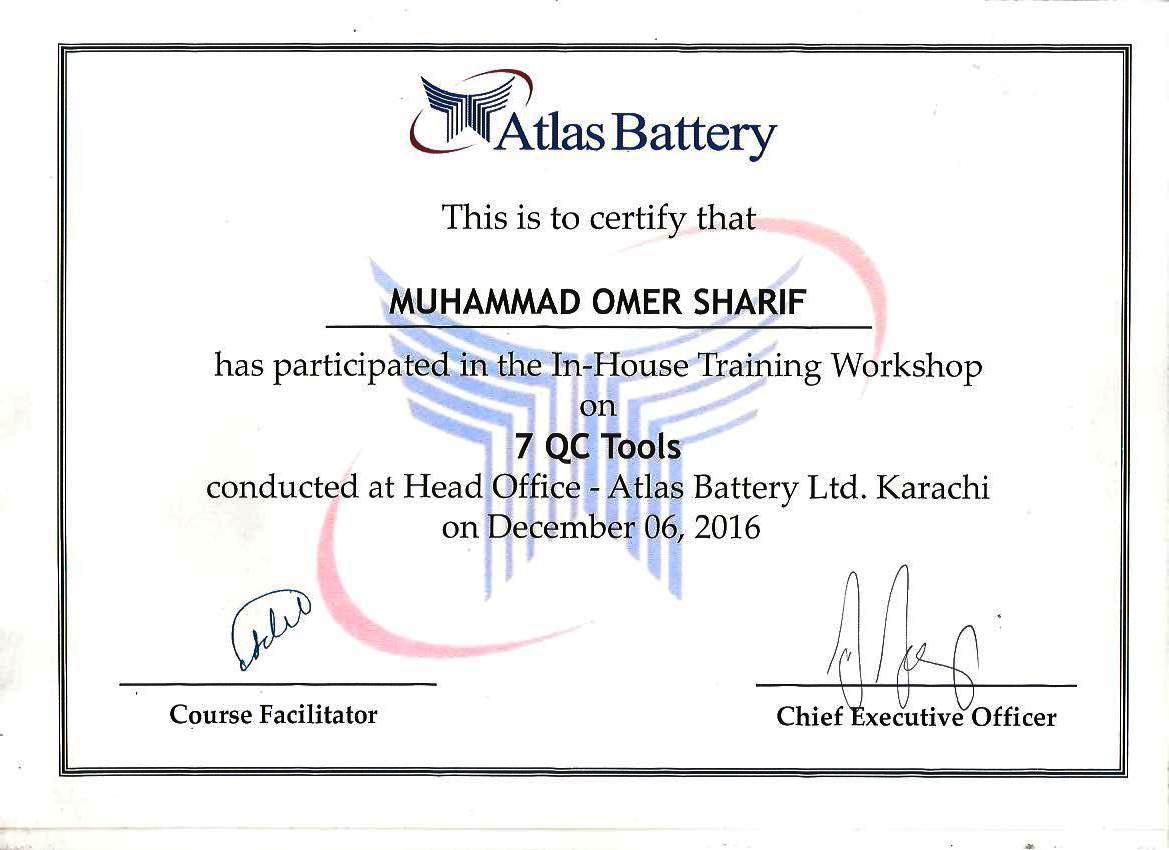 Atlas Battery
This is to certify that
MUHAMMAD OMER SHARIF
has participated in the In-House Training Workshop
on
7 QC Tools
conducted at Head Office - Atlas Battery Ltd. Karachi
on December 06, 2016
Course Facilitator
Chief Executive Officer